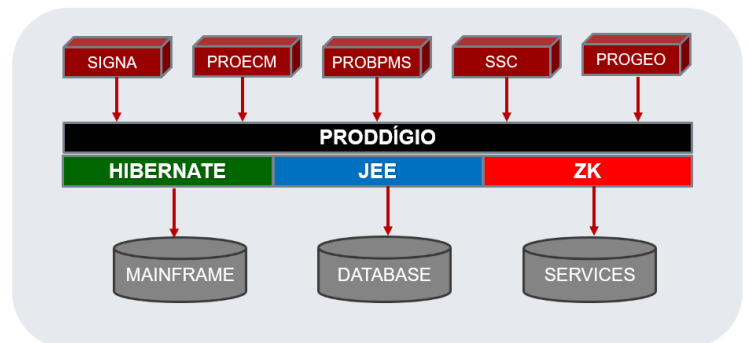 SIGNA
PROECM
PROBPMS
SSC
PROGEO
PRODDÍGIO
HIBERNATE
JEE
ZK
MAINFRAME
DATABASE
SERVICES